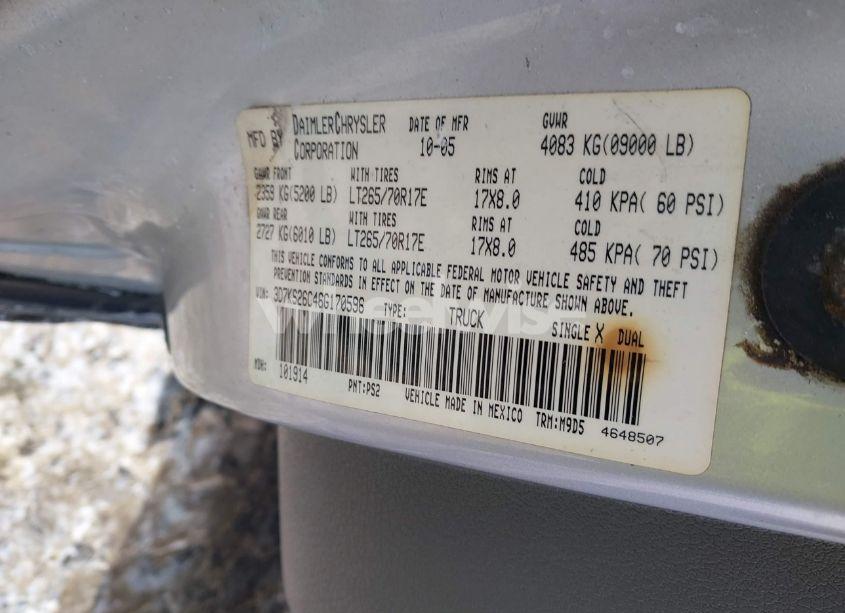 MFD BY DAIMLERCHRYSLER CORPORATION DATE OF MFR 10-05 GVWR 4083 KG(09000 LB)
GAWR FRONT WITH TIRES RIMS AT COLD
2359 KG(5200 LB) LT265/70R17E 17X8.0 410 KPA( 60 PSI)
GAWR REAR WITH TIRES RIMS AT COLD
2727 KG(6010 LB) LT265/70R17E 17X8.0 485 KPA( 70 PSI)
THIS VEHICLE CONFORMS TO ALL APPLICABLE FEDERAL MOTOR VEHICLE SAFETY AND THEFT
PREVENTION STANDARDS IN EFFECT ON THE DATE OF MANUFACTURE SHOWN ABOVE.
VIN: 3D7KS26C46G170596 TYPE: TRUCK SINGLE X DUAL
MDH: 101914 PNT:PS2 VEHICLE MADE IN MEXICO TRM:M9D5 4648507